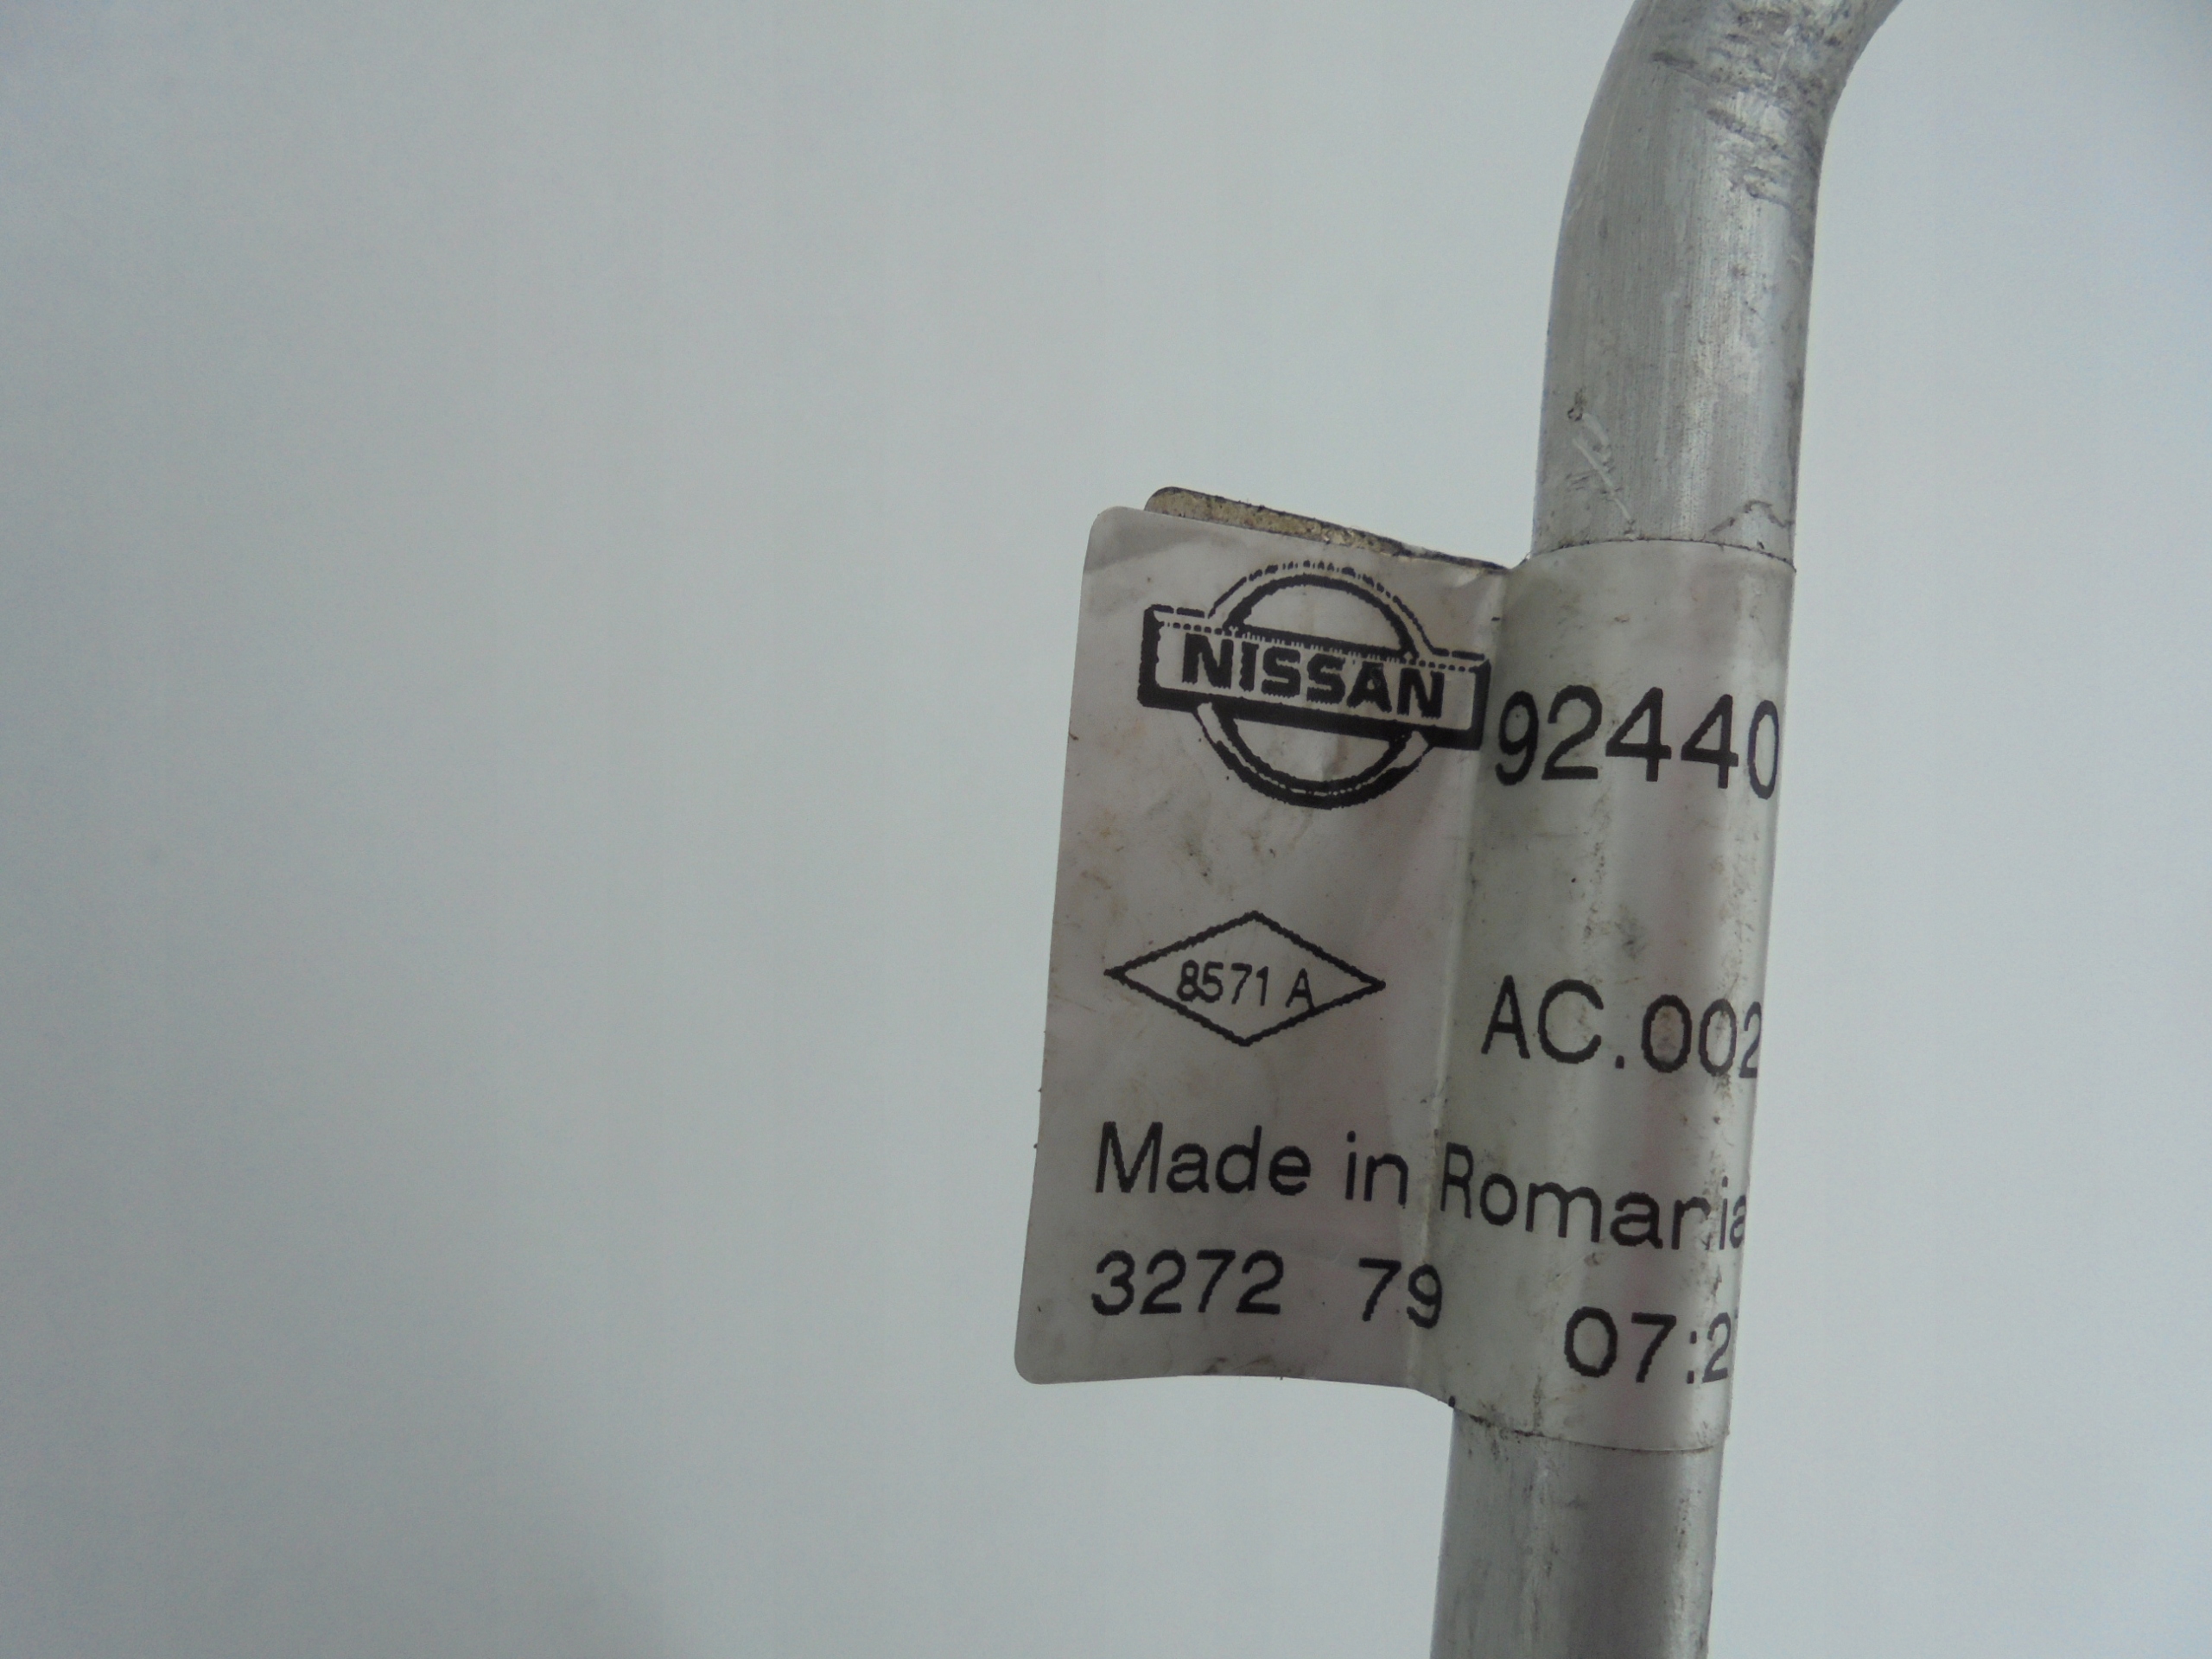 NISSAN 92440
8571 A AC.002
Made in Romania
3272 79 07:2